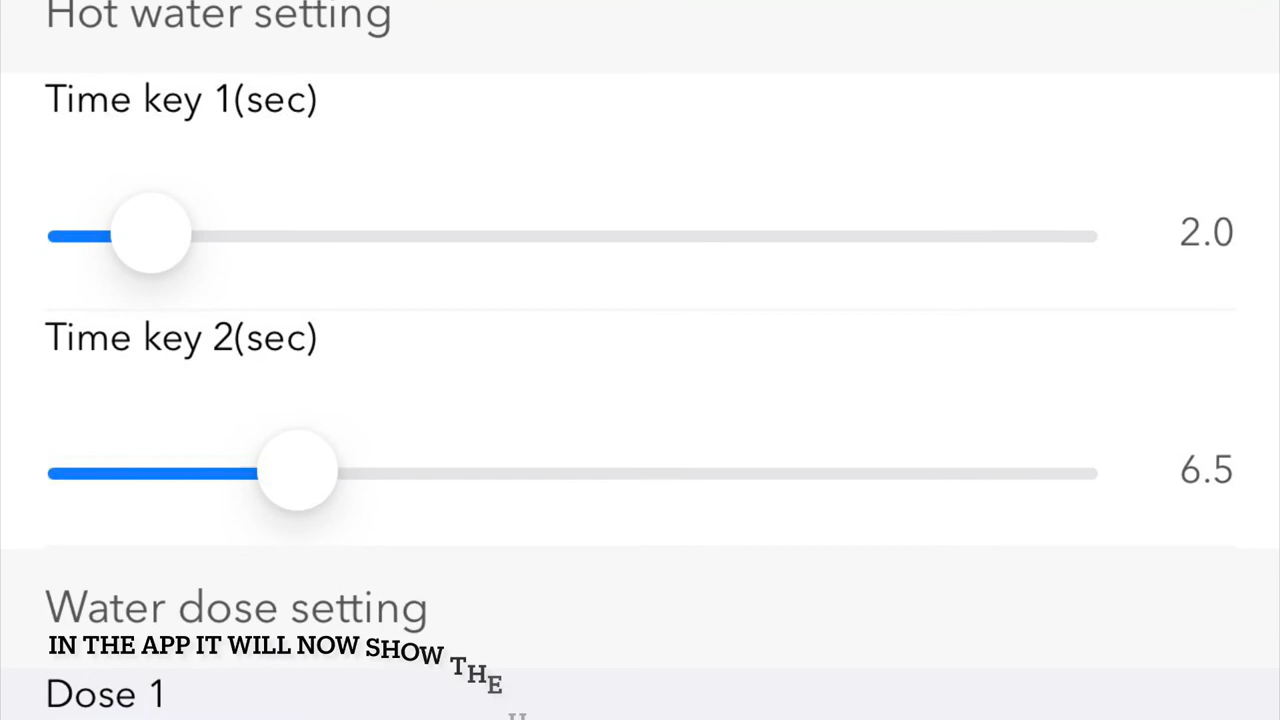 Hot water setting
Time key 1(sec)
2.0
Time key 2(sec)
6.5
Water dose setting
IN THE APP IT WILL NOW SHOW THE
Dose 1